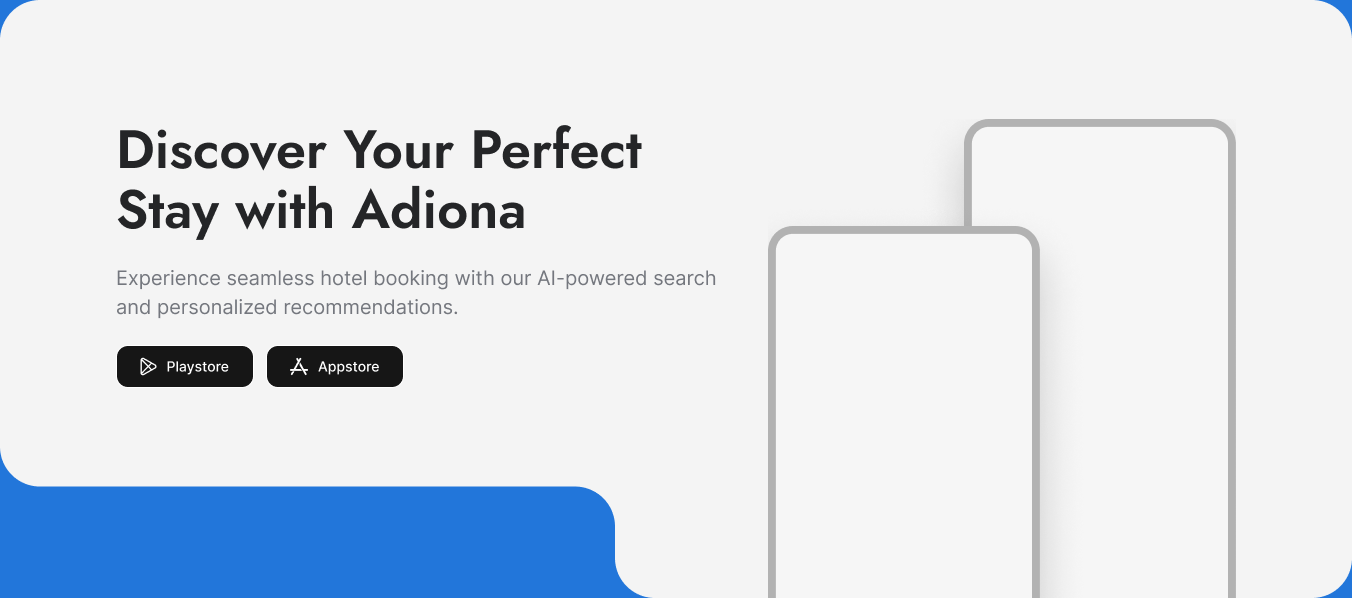 Discover Your Perfect
Stay with Adiona
Experience seamless hotel booking with our AI-powered search
and personalized recommendations.
Playstore
Appstore